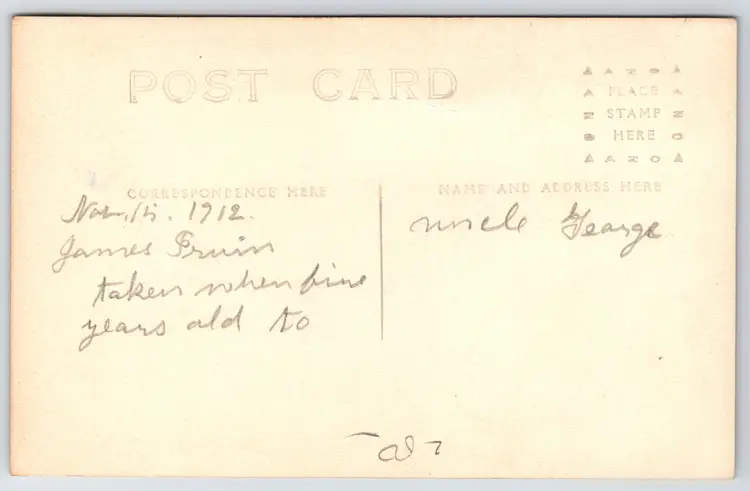 POST CARD
▲ A Z O ▲
▲ PLACE ▲
N STAMP N
O HERE O
▲ A Z O ▲
CORRESPONDENCE HERE
NAME AND ADDRESS HERE
Nov. 15. 1912.
James Fruin
taken when five
years old to
uncle George